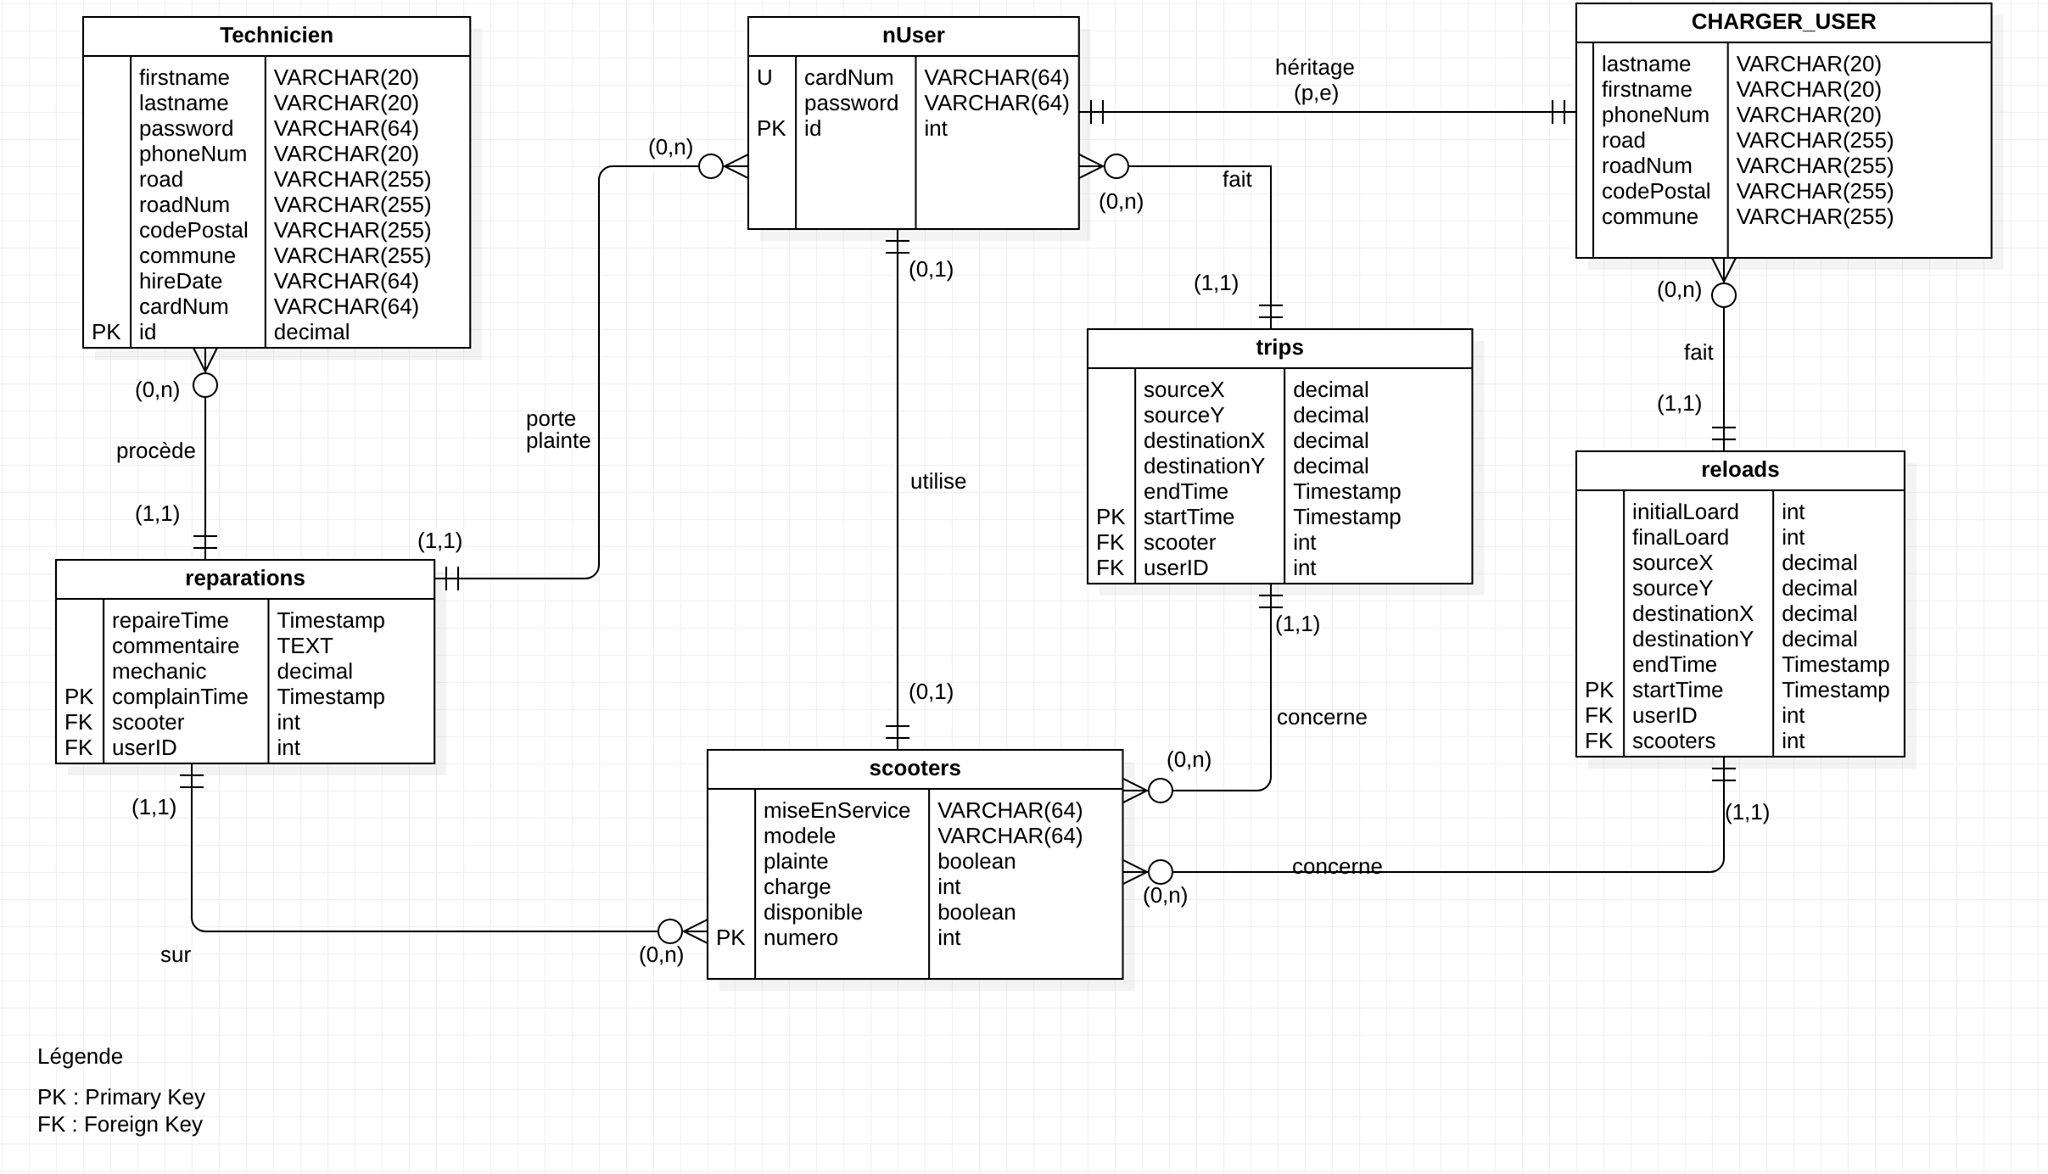 Technicien
firstname VARCHAR(20)
lastname VARCHAR(20)
password VARCHAR(64)
phoneNum VARCHAR(20)
road VARCHAR(255)
roadNum VARCHAR(255)
codePostal VARCHAR(255)
commune VARCHAR(255)
hireDate VARCHAR(64)
cardNum VARCHAR(64)
PK id decimal
nUser
U cardNum VARCHAR(64)
password VARCHAR(64)
PK id int
héritage
(p,e)
CHARGER_USER
lastname VARCHAR(20)
firstname VARCHAR(20)
phoneNum VARCHAR(20)
road VARCHAR(255)
roadNum VARCHAR(255)
codePostal VARCHAR(255)
commune VARCHAR(255)
(0,n)
fait
(0,n)
(0,1)
(1,1)
(0,n)
fait
(1,1)
(0,n)
procède
(1,1)
porte
plainte
(1,1)
utilise
(0,1)
trips
sourceX decimal
sourceY decimal
destinationX decimal
destinationY decimal
endTime Timestamp
PK startTime Timestamp
FK scooter int
FK userID int
(1,1)
concerne
(0,n)
reloads
initialLoard int
finalLoard int
sourceX decimal
sourceY decimal
destinationX decimal
destinationY decimal
endTime Timestamp
PK startTime Timestamp
FK userID int
FK scooters int
(1,1)
concerne
(0,n)
reparations
repaireTime Timestamp
commentaire TEXT
mechanic decimal
PK complainTime Timestamp
FK scooter int
FK userID int
(1,1)
sur
(0,n)
scooters
miseEnService VARCHAR(64)
modele VARCHAR(64)
plainte boolean
charge int
disponible boolean
PK numero int
Légende
PK : Primary Key
FK : Foreign Key